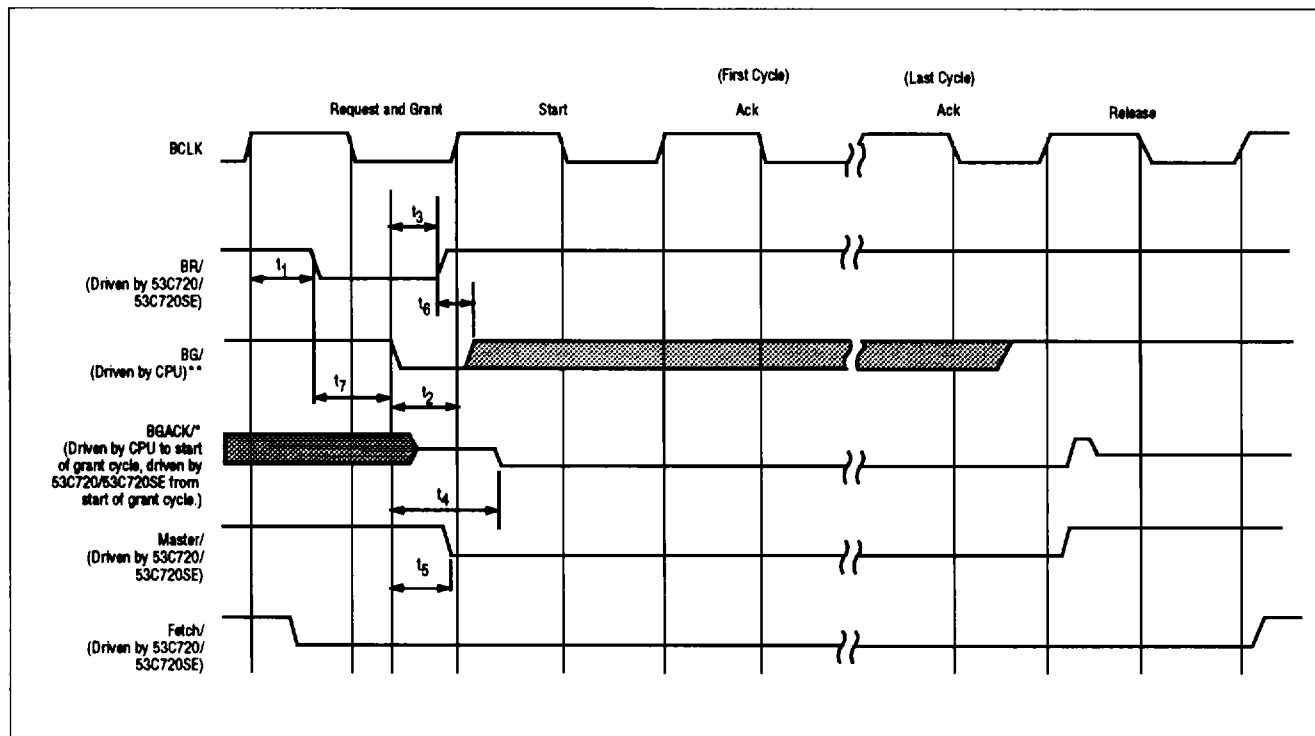 (First Cycle) (Last Cycle)
Request and Grant Start Ack Ack Release
BCLK
t3
BR/
(Driven by 53C720/
53C720SE)
t1
t6
BG/
(Driven by CPU)**
t7
t2
BGACK/*
(Driven by CPU to start
of grant cycle, driven by
53C720/53C720SE from
start of grant cycle.)
t4
Master/
(Driven by 53C720/
53C720SE)
t5
Fetch/
(Driven by 53C720/
53C720SE)